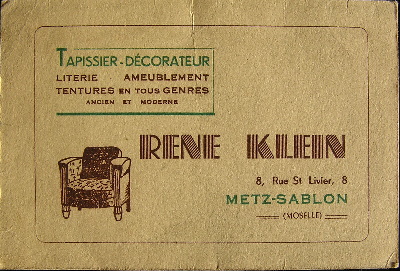 TAPISSIER-DÉCORATEUR
LITERIE - AMEUBLEMENT
TENTURES EN TOUS GENRES
ANCIEN ET MODERNE
RENE KLEIN
8, Rue St Livier, 8
METZ-SABLON
(MOSELLE)